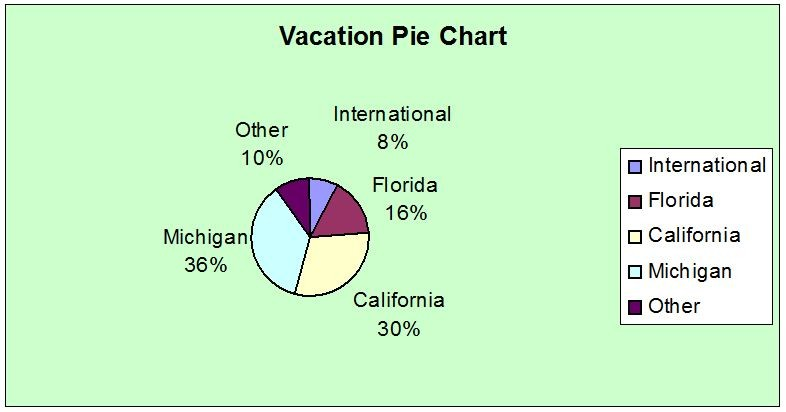 Vacation Pie Chart
International
8%
Other
10%
Florida
16%
Michigan
36%
California
30%
International
Florida
California
Michigan
Other